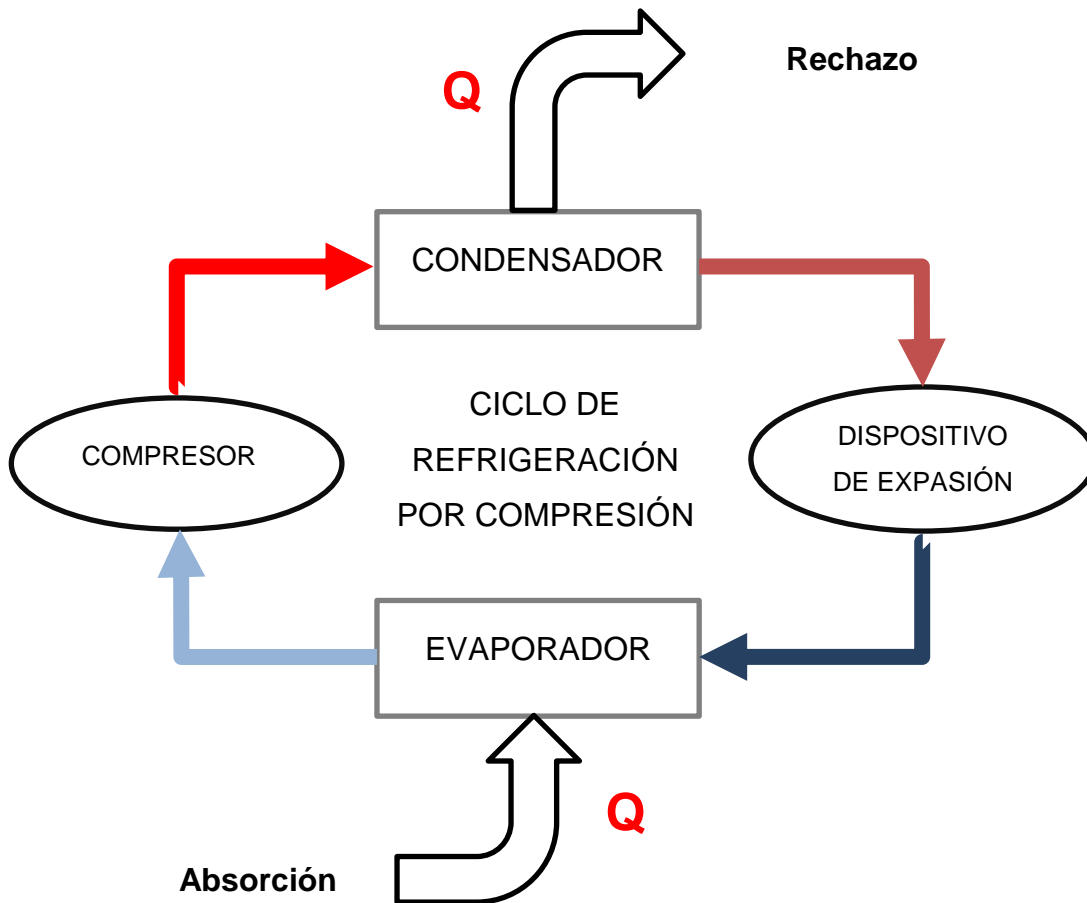 Rechazo
Q
CONDENSADOR
CICLO DE
REFRIGERACIÓN
POR COMPRESIÓN
COMPRESOR
DISPOSITIVO
DE EXPASIÓN
EVAPORADOR
Q
Absorción